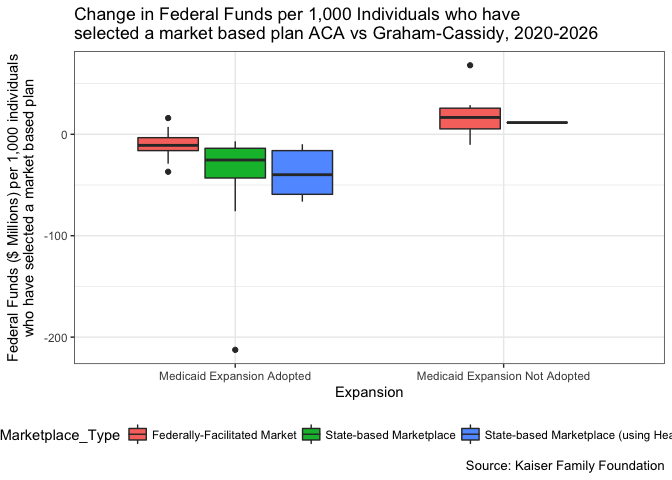 Change in Federal Funds per 1,000 Individuals who have
selected a market based plan ACA vs Graham-Cassidy, 2020-2026
Federal Funds ($ Millions) per 1,000 individuals
who have selected a market based plan
0
-100
-200
Medicaid Expansion Adopted
Medicaid Expansion Not Adopted
Expansion
Marketplace_Type
Federally-Facilitated Market
State-based Marketplace
State-based Marketplace (using Hea
Source: Kaiser Family Foundation